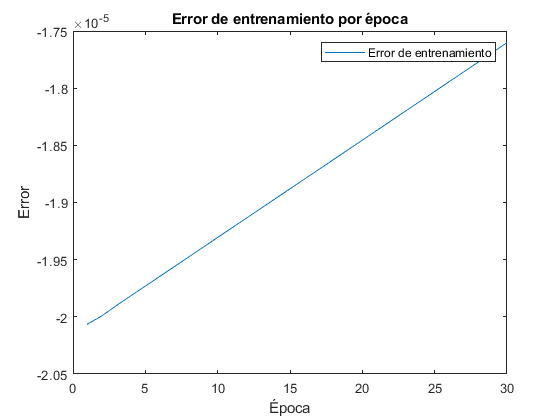 Error de entrenamiento por época
×10-5
Error de entrenamiento
-1.75
-1.8
-1.85
-1.9
-1.95
-2
-2.05
Error
0 5 10 15 20 25 30
Época